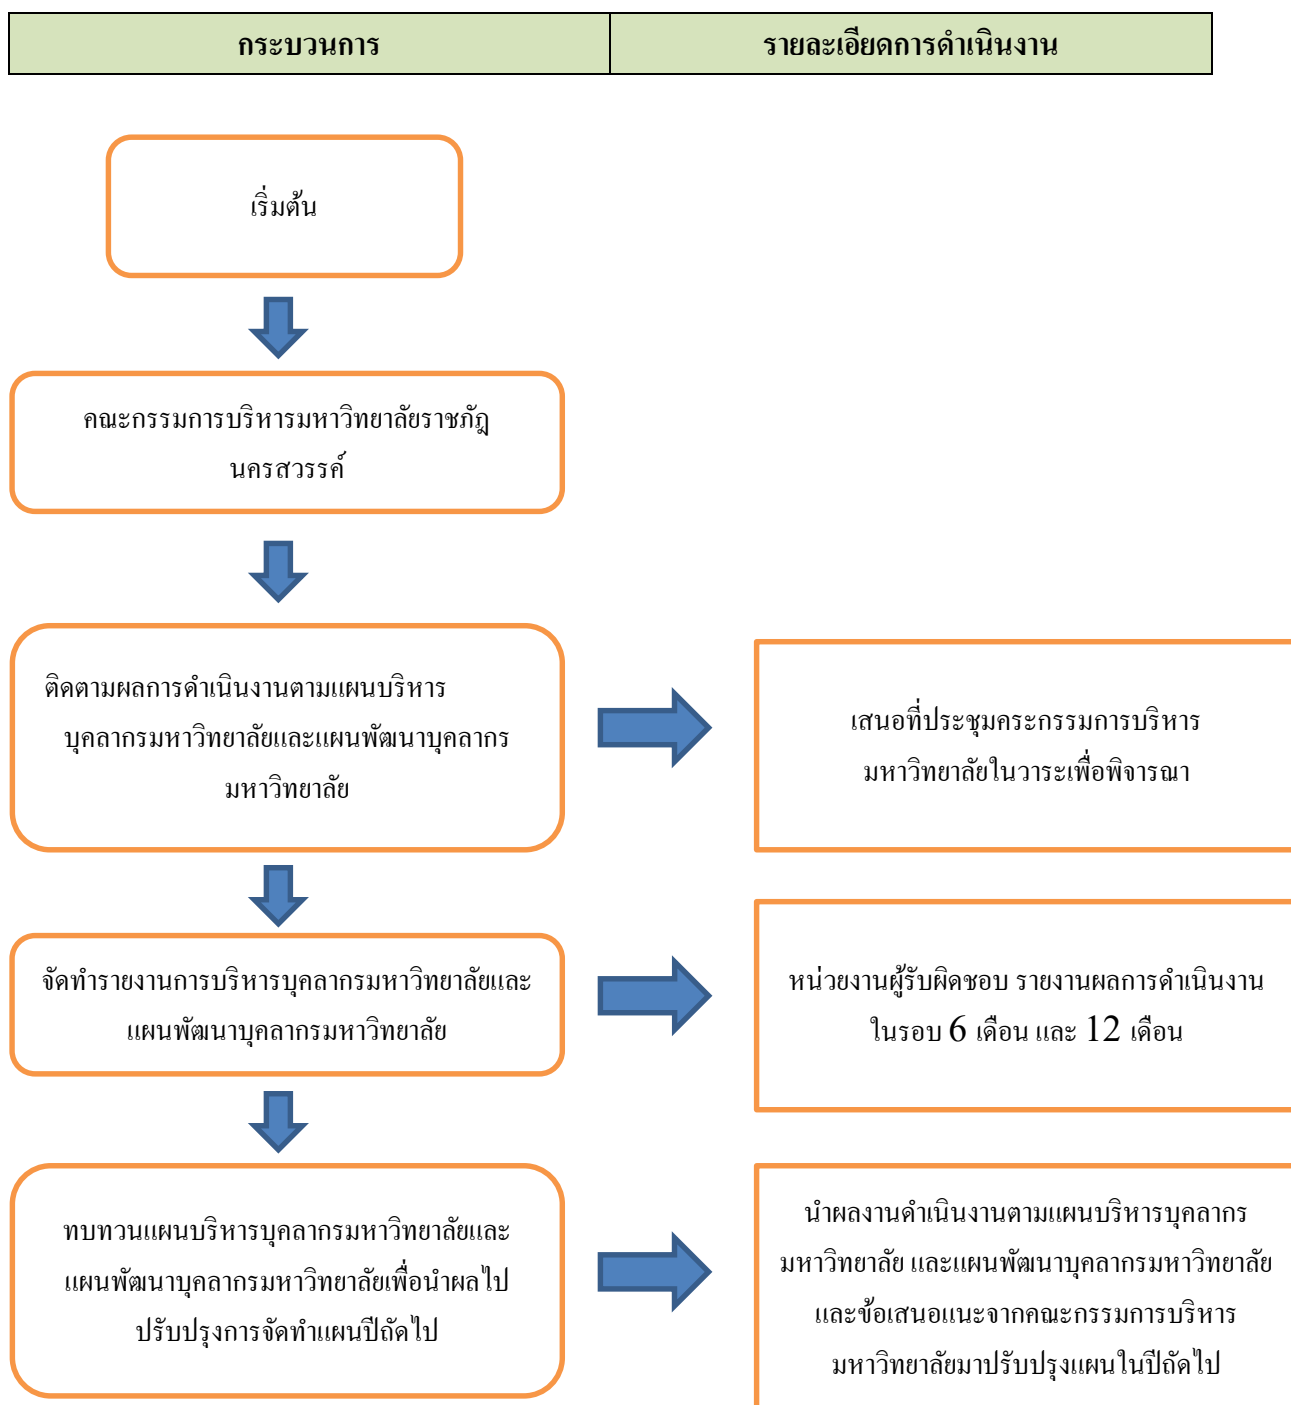 กระบวนการ
รายละเอียดการดำเนินงาน
เริ่มต้น
คณะกรรมการบริหารมหาวิทยาลัยราชภัฏ
นครสวรรค์
ติดตามผลการดำเนินงานตามแผนบริหาร
บุคลากรมหาวิทยาลัยและแผนพัฒนาบุคลากร
มหาวิทยาลัย
เสนอที่ประชุมคระกรรมการบริหาร
มหาวิทยาลัยในวาระเพื่อพิจารณา
จัดทำรายงานการบริหารบุคลากรมหาวิทยาลัยและ
แผนพัฒนาบุคลากรมหาวิทยาลัย
หน่วยงานผู้รับผิดชอบ รายงานผลการดำเนินงาน
ในรอบ 6 เดือน และ 12 เดือน
ทบทวนแผนบริหารบุคลากรมหาวิทยาลัยและ
แผนพัฒนาบุคลากรมหาวิทยาลัยเพื่อนำผลไป
ปรับปรุงการจัดทำแผนปีถัดไป
นำผลงานดำเนินงานตามแผนบริหารบุคลากร
มหาวิทยาลัย และแผนพัฒนาบุคลากรมหาวิทยาลัย
และข้อเสนอแนะจากคณะกรรมการบริหาร
มหาวิทยาลัยมาปรับปรุงแผนในปีถัดไป